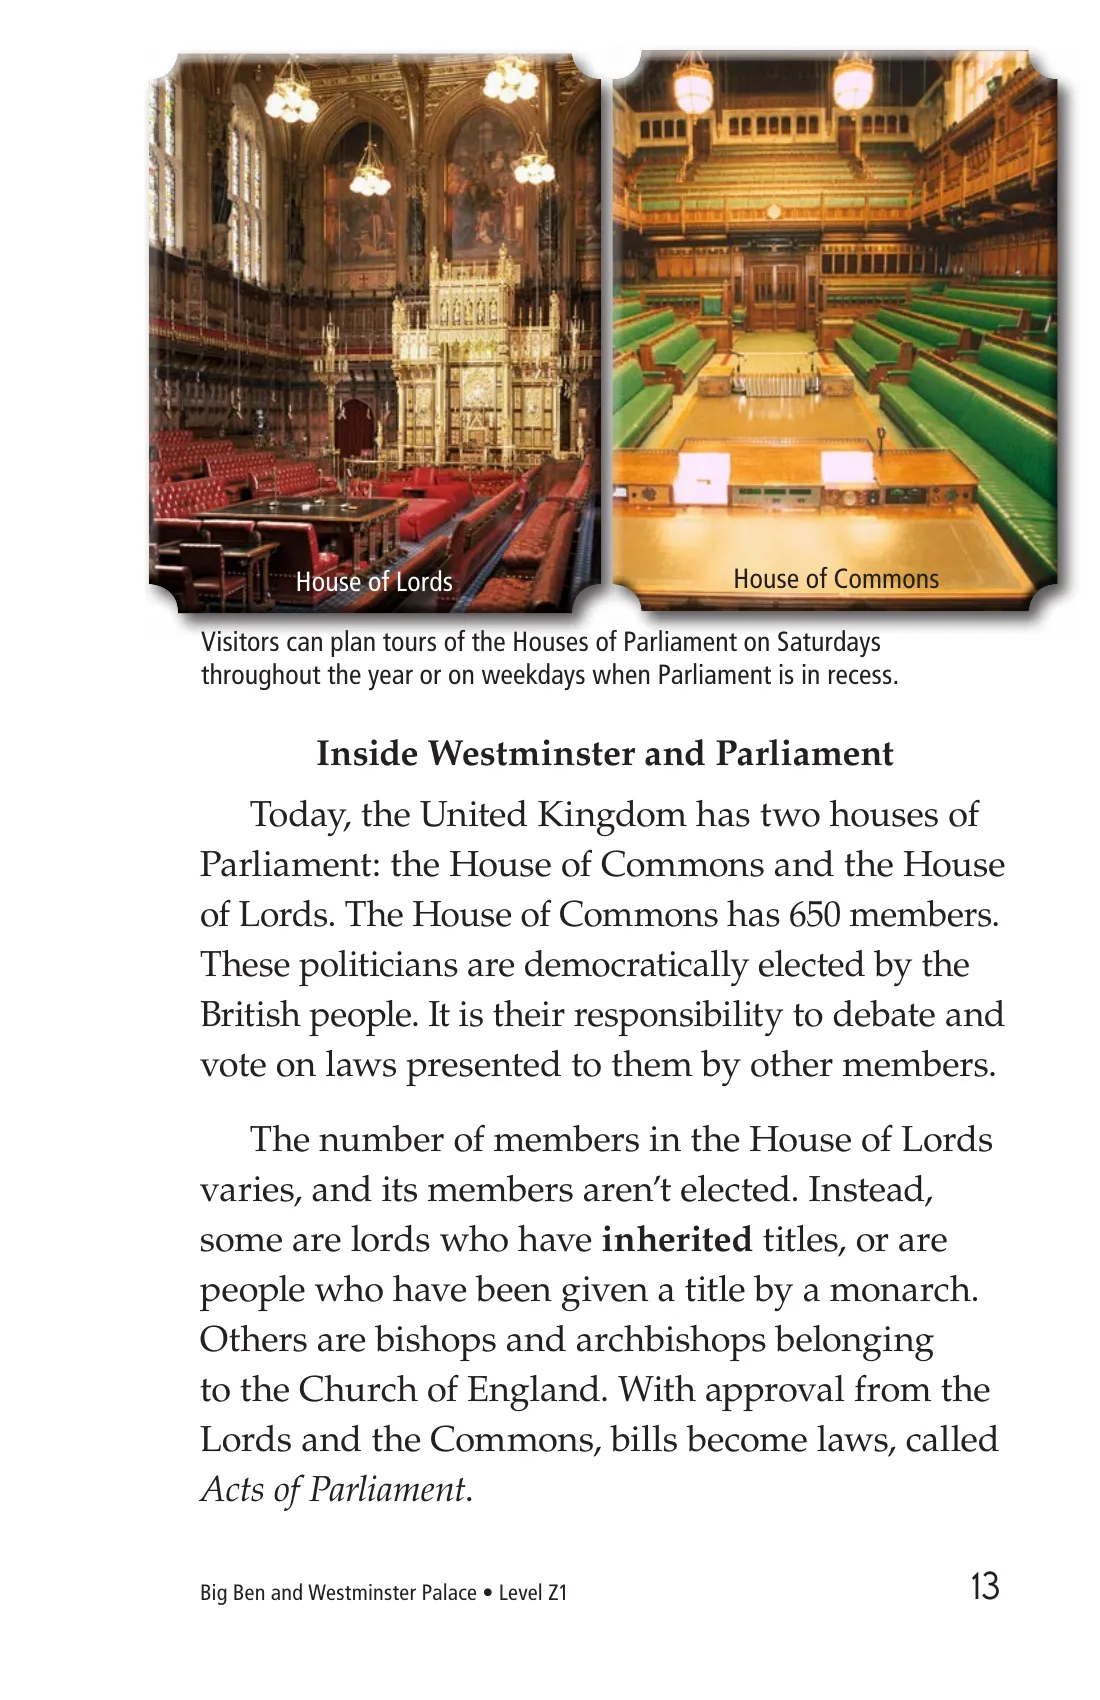 House of Lords
House of Commons
Visitors can plan tours of the Houses of Parliament on Saturdays
throughout the year or on weekdays when Parliament is in recess.
Inside Westminster and Parliament
Today, the United Kingdom has two houses of
Parliament: the House of Commons and the House
of Lords. The House of Commons has 650 members.
These politicians are democratically elected by the
British people. It is their responsibility to debate and
vote on laws presented to them by other members.
The number of members in the House of Lords
varies, and its members aren’t elected. Instead,
some are lords who have inherited titles, or are
people who have been given a title by a monarch.
Others are bishops and archbishops belonging
to the Church of England. With approval from the
Lords and the Commons, bills become laws, called
Acts of Parliament.
Big Ben and Westminster Palace • Level Z1
13